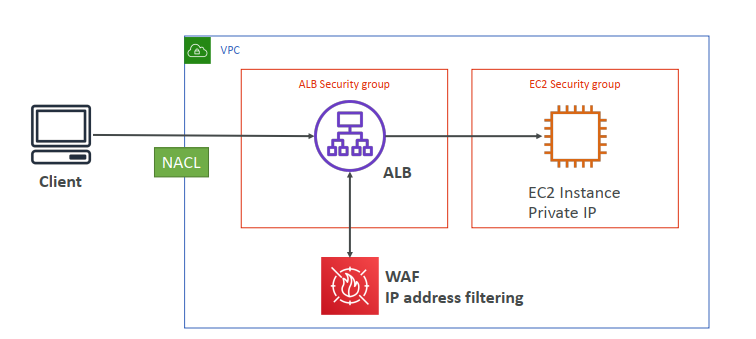 VPC
ALB Security group
EC2 Security group
NACL
Client
ALB
EC2 Instance
Private IP
WAF
IP address filtering